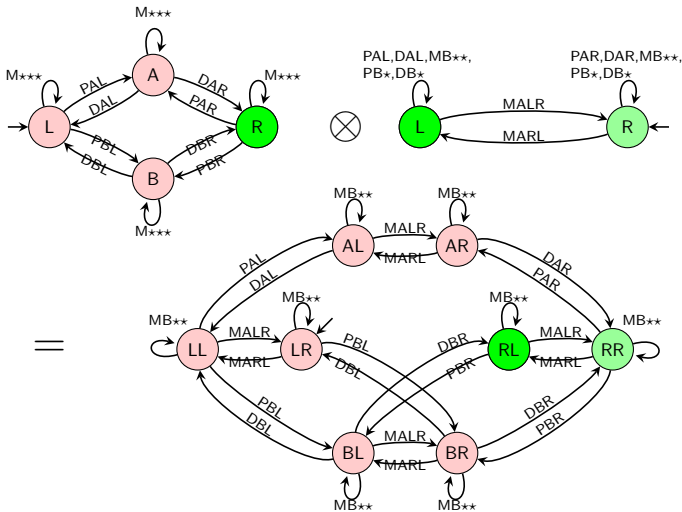 M⋆⋆⋆
M⋆⋆⋆ A M⋆⋆⋆
PAL DAR
DAL PAR
L R
PBL DBR
DBL PBR
B
M⋆⋆⋆
⊗
PAL,DAL,MB⋆⋆,
PB⋆,DB⋆
PAR,DAR,MB⋆⋆,
PB⋆,DB⋆
L MALR R
MARL
=
MB⋆⋆ MB⋆⋆
AL MALR AR
MARL
PAL DAR
DAL PAR
MB⋆⋆ MB⋆⋆ MB⋆⋆ MB⋆⋆
LL MALR LR PBL DBR RL MALR RR
MARL DBL PBR MARL
PBL DBR
DBL PBR
BL MALR BR
MARL
MB⋆⋆ MB⋆⋆